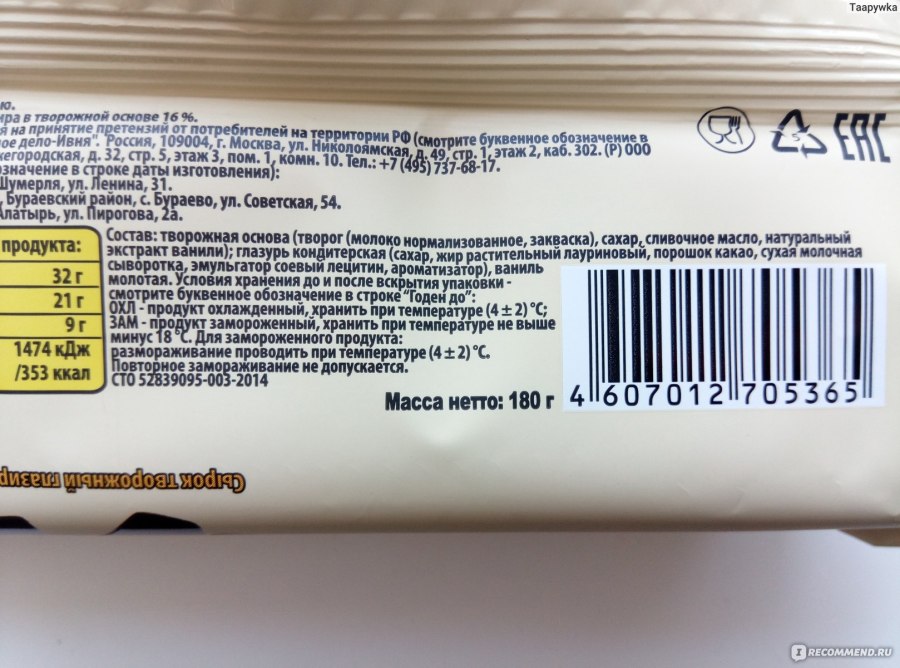 Таарywka
ю.
ира в творожной основе 16 %.
я на принятие претензий от потребителей на территории РФ (смотрите буквенное обозначение в
ное дело-Ивня". Россия, 109004, г. Москва, ул. Николоямская, д. 49, стр. 1, этаж 2, каб. 302. (Р) ООО
жегородская, д. 32, стр. 5, этаж 3, пом. 1, комн. 10. Тел.: +7 (495) 737-68-17.
означение в строке даты изготовления):
Шумерля, ул. Ленина, 31.
, Бураевский район, с. Бураево, ул. Советская, 54.
Алатырь, ул. Пирогова, 2а.
5
ЕАС
продукта:
32 г
21 г
9 г
1474 кДж
/353 ккал
Состав: творожная основа (творог (молоко нормализованное, закваска), сахар, сливочное масло, натуральный
экстракт ванили); глазурь кондитерская (сахар, жир растительный лауриновый, порошок какао, сухая молочная
сыворотка, эмульгатор соевый лецитин, ароматизатор), ваниль
молотая. Условия хранения до и после вскрытия упаковки -
смотрите буквенное обозначение в строке "Годен до":
ОХЛ - продукт охлажденный, хранить при температуре (4 ± 2) °С;
ЗАМ - продукт замороженный, хранить при температуре не выше
минус 18 °С. Для замороженного продукта:
размораживание проводить при температуре (4 ± 2) °С.
Повторное замораживание не допускается.
СТО 52839095-003-2014
Масса нетто: 180 г
4 607012 705365
Сырок творожный глазир
I RECOMMEND.RU